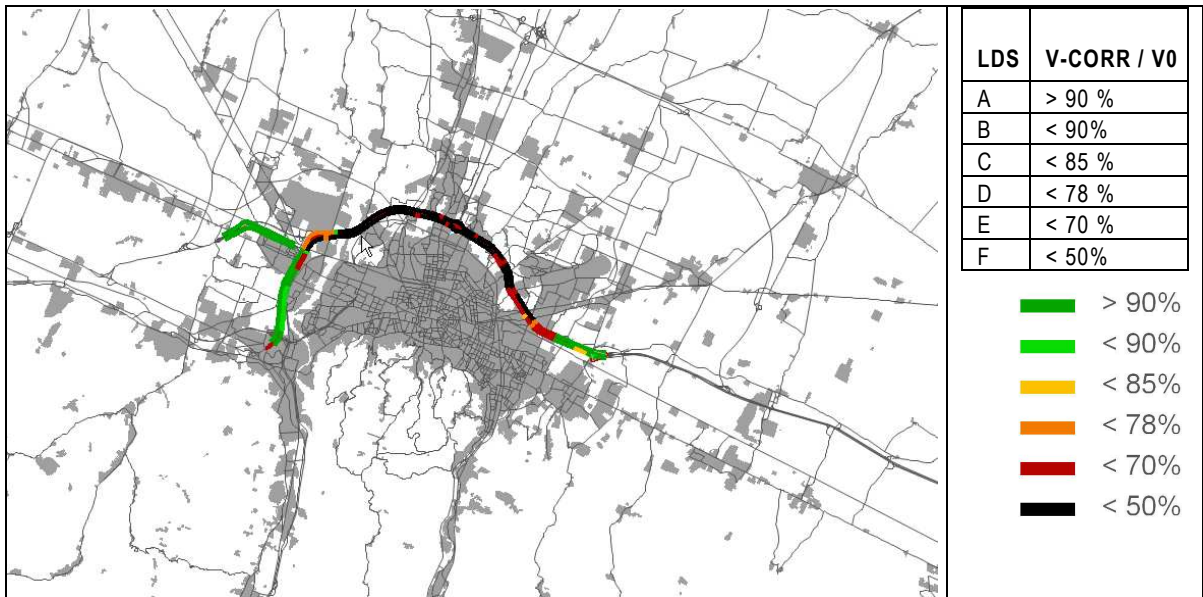 LDS V-CORR / V0
A > 90 %
B < 90%
C < 85 %
D < 78 %
E < 70 %
F < 50%
> 90%
< 90%
< 85%
< 78%
< 70%
< 50%